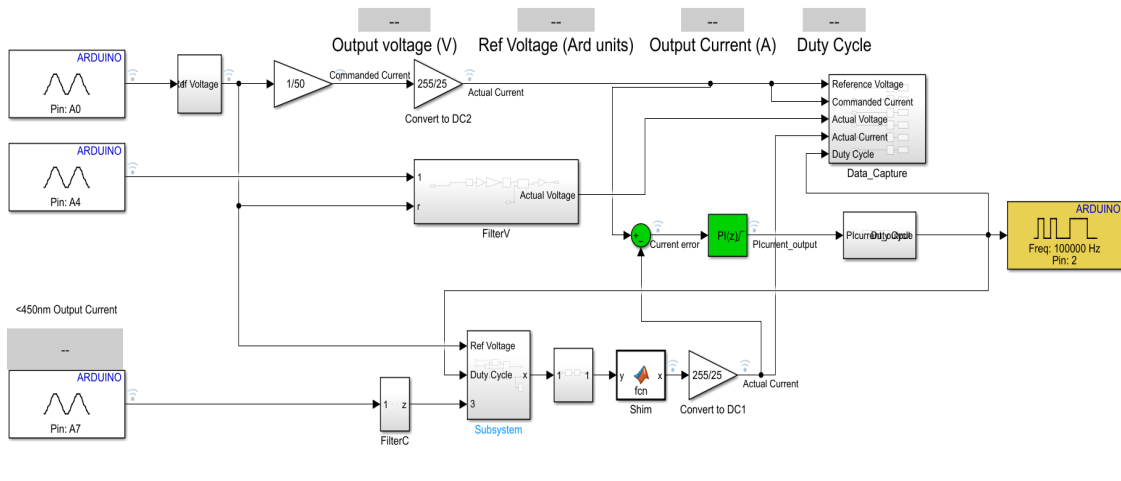 --
--
--
--
Output voltage (V)
Ref Voltage (Ard units)
Output Current (A)
Duty Cycle
ARDUINO
Pin: A0
Voltage
1/50
Commanded Current
255/25
Actual Current
Convert to DC2
Reference Voltage
Commanded Current
Actual Voltage
Actual Current
Duty Cycle
Data_Capture
ARDUINO
Pin: A4
1
r
Actual Voltage
FilterV
+
-
Current error
PI(z)
PIcurrent_output
Duty Cycle
ARDUINO
Freq: 100000 Hz
Pin: 2
<450nm Output Current
--
ARDUINO
Pin: A7
1
z
FilterC
Ref Voltage
Duty Cycle
x
3
Subsystem
1
1
y
x
fcn
Shim
255/25
Actual Current
Convert to DC1